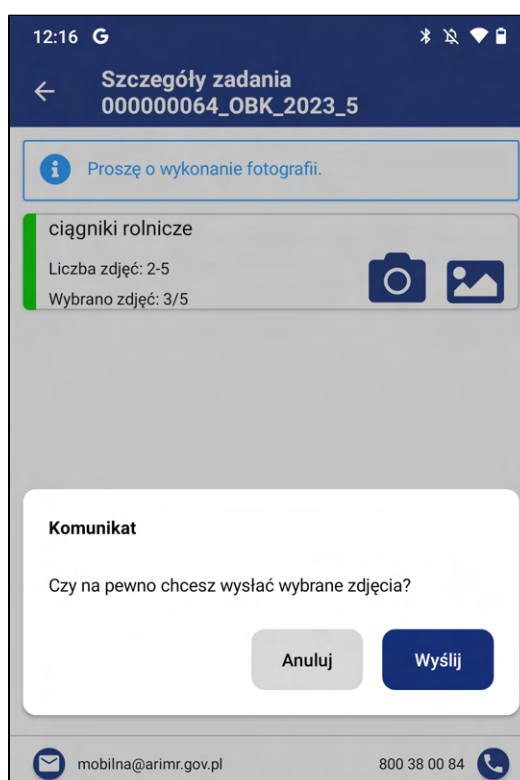 12:16 G
Szczegóły zadania
000000064_OBK_2023_5
Proszę o wykonanie fotografii.
ciągniki rolnicze
Liczba zdjęć: 2-5
Wybrano zdjęć: 3/5
Komunikat
Czy na pewno chcesz wysłać wybrane zdjęcia?
Anuluj Wyślij
mobilna@arimr.gov.pl 800 38 00 84